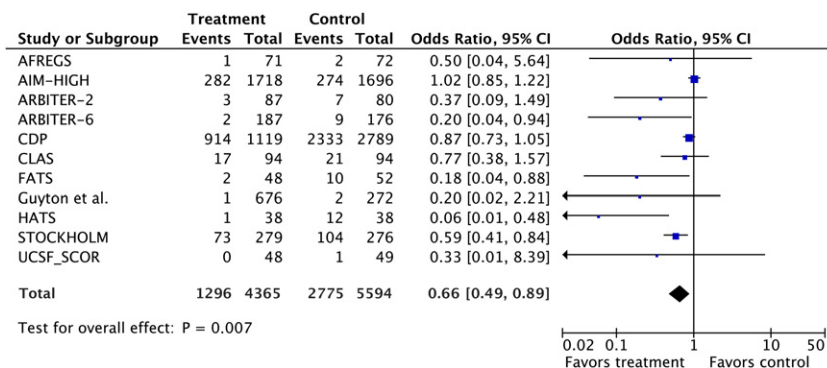 Treatment Control
Study or Subgroup Events Total Events Total Odds Ratio, 95% CI Odds Ratio, 95% CI
AFREGS 1 71 2 72 0.50 [0.04, 5.64]
AIM-HIGH 282 1718 274 1696 1.02 [0.85, 1.22]
ARBITER-2 3 87 7 80 0.37 [0.09, 1.49]
ARBITER-6 2 187 9 176 0.20 [0.04, 0.94]
CDP 914 1119 2333 2789 0.87 [0.73, 1.05]
CLAS 17 94 21 94 0.77 [0.38, 1.57]
FATS 2 48 10 52 0.18 [0.04, 0.88]
Guyton et al. 1 676 2 272 0.20 [0.02, 2.21]
HATS 1 38 12 38 0.06 [0.01, 0.48]
STOCKHOLM 73 279 104 276 0.59 [0.41, 0.84]
UCSF_SCOR 0 48 1 49 0.33 [0.01, 8.39]
Total 1296 4365 2775 5594 0.66 [0.49, 0.89]
Test for overall effect: P = 0.007
0.02 0.1 1 10 50
Favors treatment Favors control